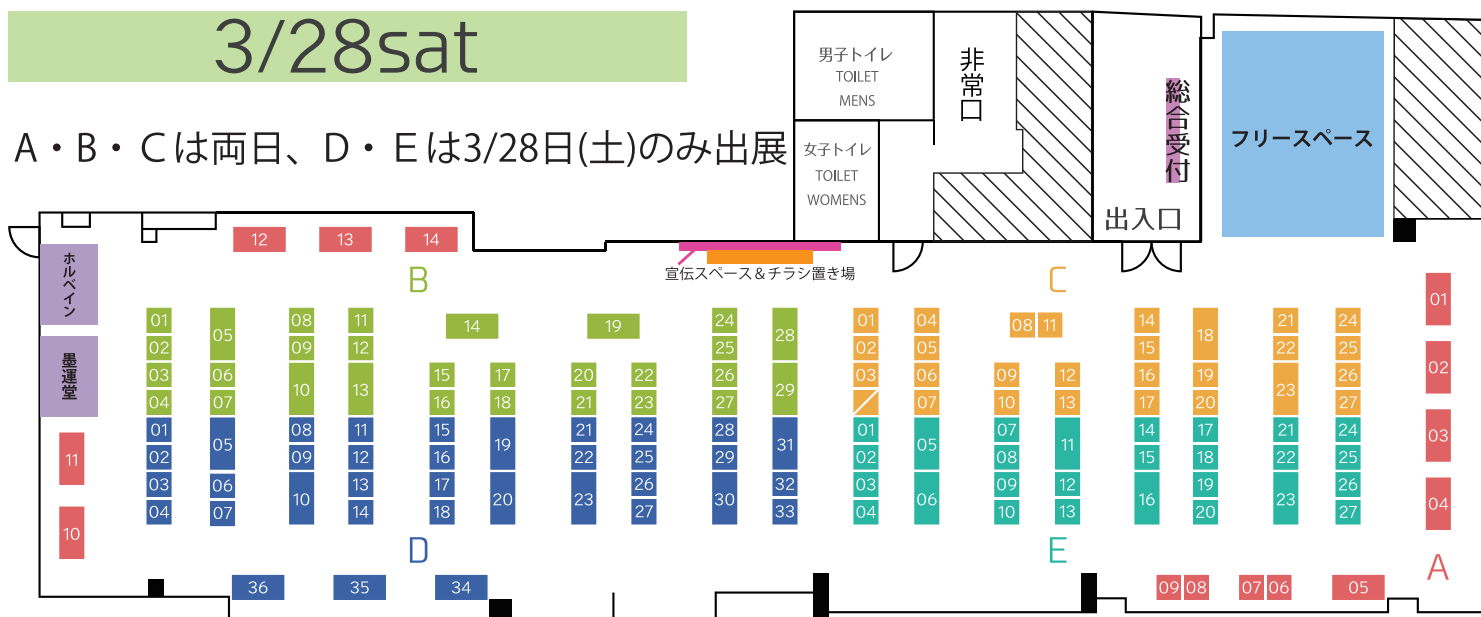 3/28sat
A・B・Cは両日、D・Eは3/28日(土)のみ出展
男子トイレ
TOILET
MENS
女子トイレ
TOILET
WOMENS
非常口
総合受付
出入口
フリースペース
宣伝スペース＆チラシ置き場
ホルベイン
墨運堂
12 13 14
B
C
01 05 08 11 14 19 24 28 01 04 08 11 14 18 21 24
02 09 12 25 02 05 15 22 25
03 06 10 13 15 17 20 22 26 29 03 06 09 12 16 19 23 26
04 07 16 18 21 23 27 07 10 13 17 20 27
01 05 08 11 15 19 21 24 28 31 01 05 07 11 14 17 21 24
02 09 12 16 22 25 29 02 08 15 18 22 25
03 06 10 13 17 20 23 26 30 32 03 06 09 12 16 19 23 26
04 07 14 18 27 33 04 10 13 20 27
11
10
01
02
03
04
D
E
A
36 35 34
09 08 07 06 05